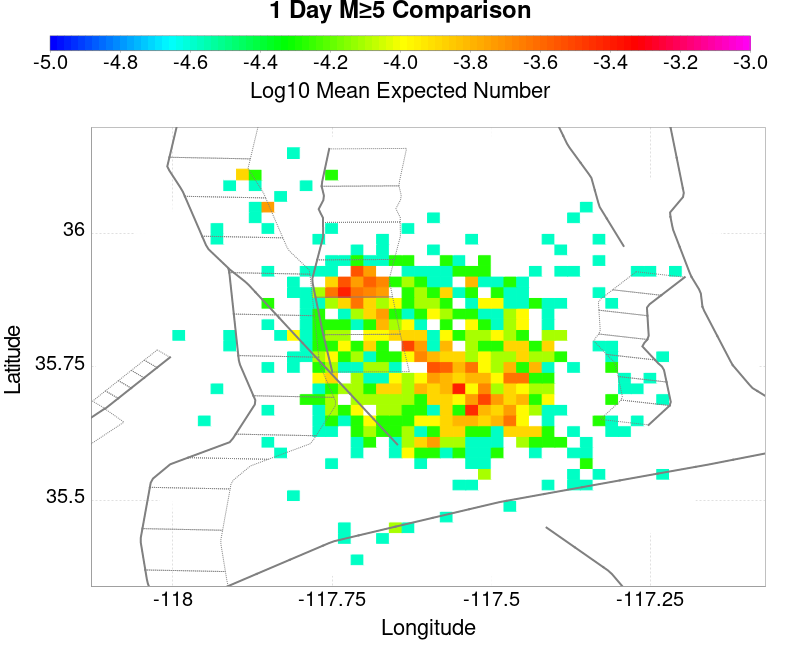 1 Day M≥5 Comparison
-5.0 -4.8 -4.6 -4.4 -4.2 -4.0 -3.8 -3.6 -3.4 -3.2 -3.0
Log10 Mean Expected Number
36
35.75
35.5
Latitude
-118 -117.75 -117.5 -117.25
Longitude